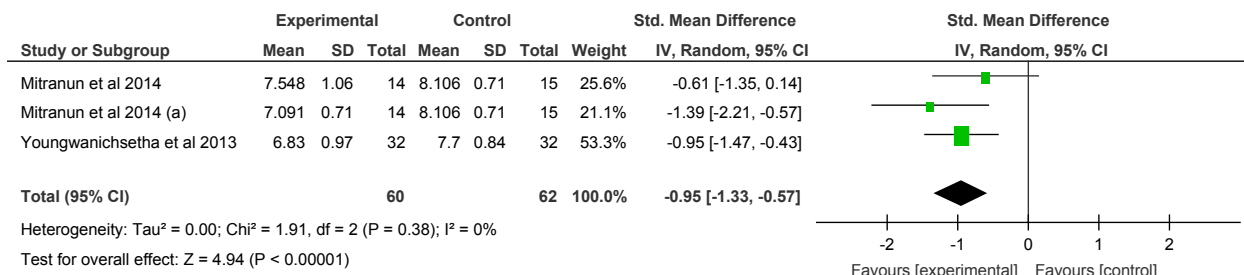 Experimental Control Std. Mean Difference Std. Mean Difference
Study or Subgroup Mean SD Total Mean SD Total Weight IV, Random, 95% CI IV, Random, 95% CI
Mitranun et al 2014 7.548 1.06 14 8.106 0.71 15 25.6% -0.61 [-1.35, 0.14]
Mitranun et al 2014 (a) 7.091 0.71 14 8.106 0.71 15 21.1% -1.39 [-2.21, -0.57]
Youngwanichsetha et al 2013 6.83 0.97 32 7.7 0.84 32 53.3% -0.95 [-1.47, -0.43]
Total (95% CI) 60 62 100.0% -0.95 [-1.33, -0.57]
Heterogeneity: Tau² = 0.00; Chi² = 1.91, df = 2 (P = 0.38); I² = 0%
Test for overall effect: Z = 4.94 (P < 0.00001)
-2 -1 0 1 2
Favours [experimental] Favours [control]